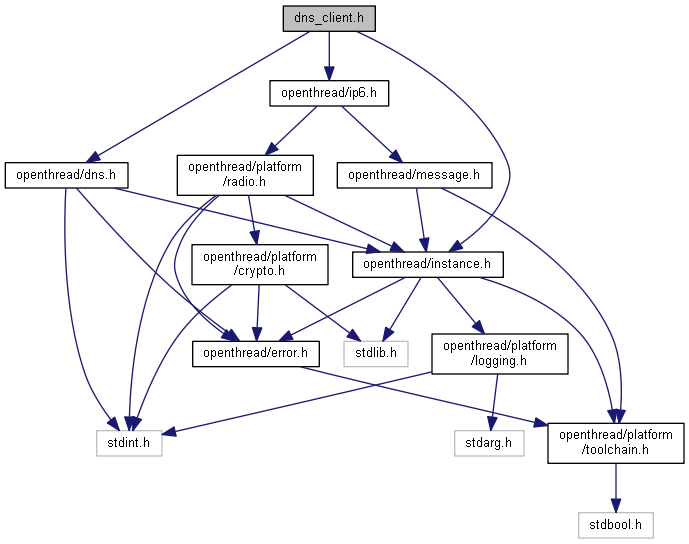 dns_client.h
openthread/ip6.h
openthread/dns.h
openthread/platform
/radio.h
openthread/message.h
openthread/platform
/crypto.h
openthread/instance.h
openthread/error.h
stdlib.h
openthread/platform
/logging.h
stdint.h
stdarg.h
openthread/platform
/toolchain.h
stdbool.h